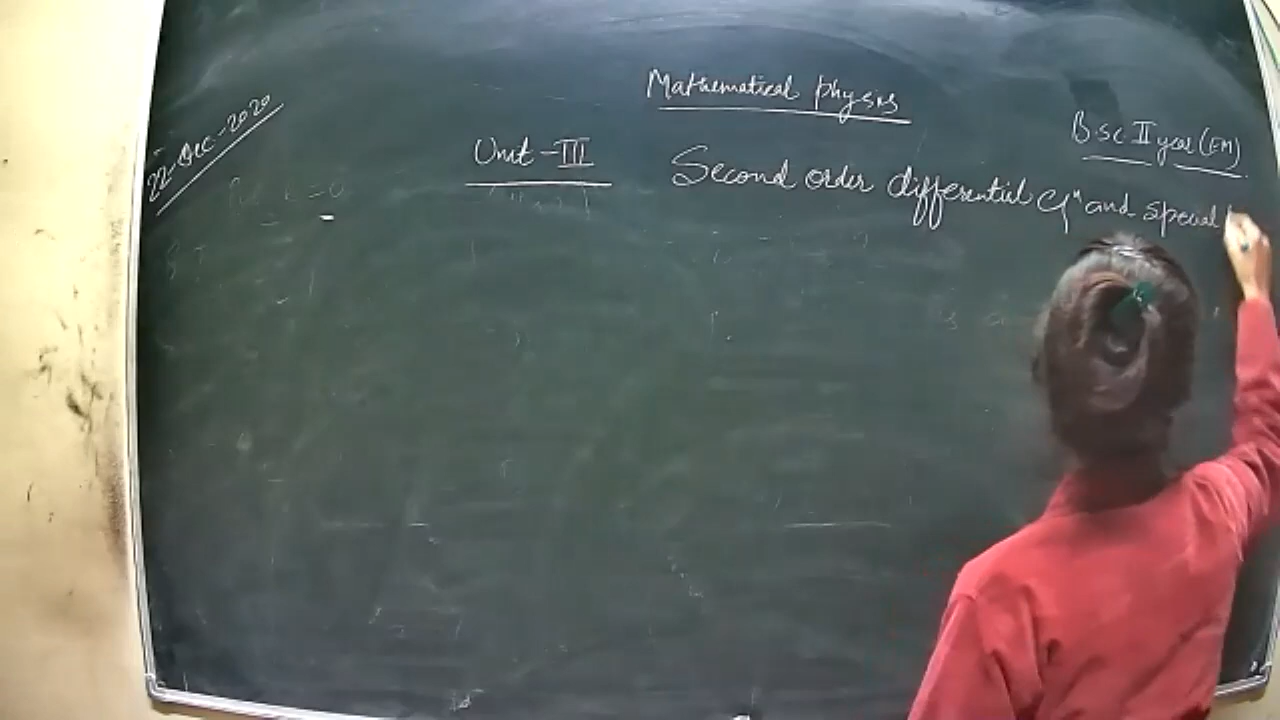 Mathematical physics
22-Dec-2020
B.Sc II year (EM)
Unit-III Second order differential eqⁿ and special